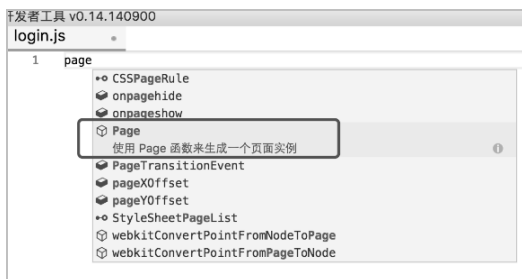 开发者工具 v0.14.140900
login.js
1 page
CSSPageRule
onpagehide
onpageshow
Page
使用 Page 函数来生成一个页面实例
PageTransitionEvent
pageXOffset
pageYOffset
StyleSheetPageList
webkitConvertPointFromNodeToPage
webkitConvertPointFromPageToNode